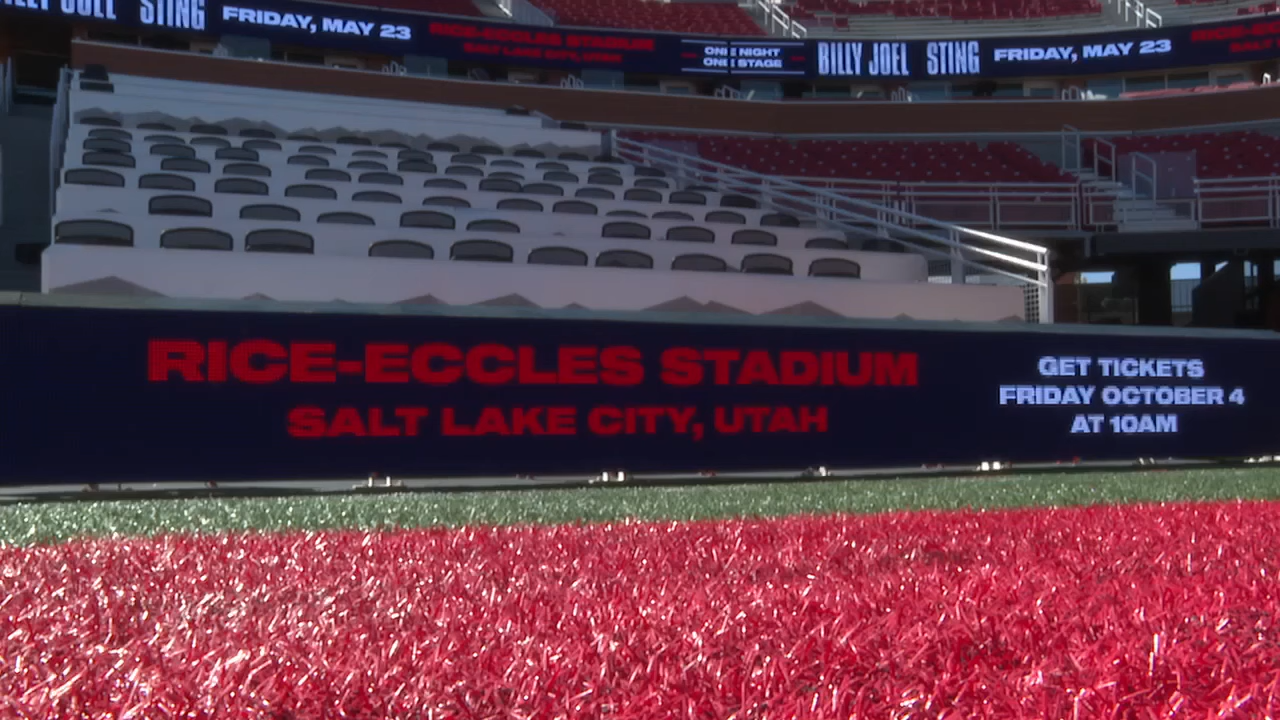 BILLY JOEL STING FRIDAY, MAY 23 RICE-ECCLES STADIUM
SALT LAKE CITY, UTAH
ONE NIGHT
ONE STAGE
BILLY JOEL STING FRIDAY, MAY 23
RICE-ECCLES STADIUM
SALT LAKE CITY, UTAH
GET TICKETS
FRIDAY OCTOBER 4
AT 10AM